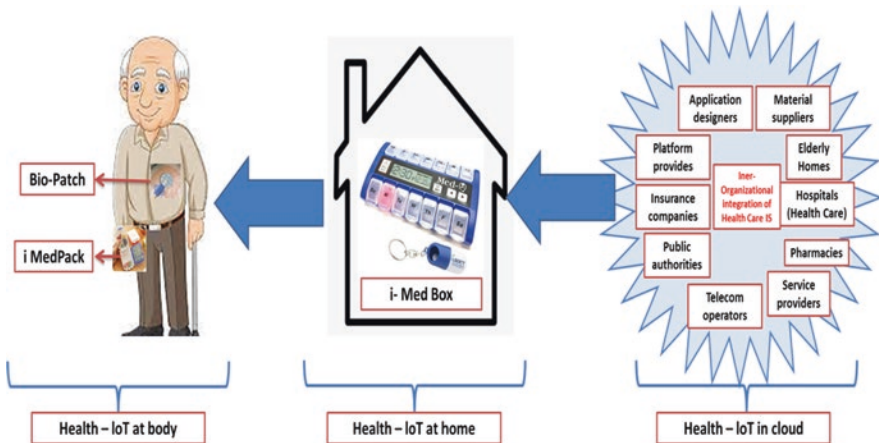 Bio-Patch
i MedPack
i- Med Box
Application
designers
Material
suppliers
Platform
provides
Elderly
Homes
Iner-
Organizational
integration of
Health Care IS
Insurance
companies
Hospitals
(Health Care)
Public
authorities
Pharmacies
Telecom
operators
Service
providers
Health – IoT at body
Health – IoT at home
Health – IoT in cloud